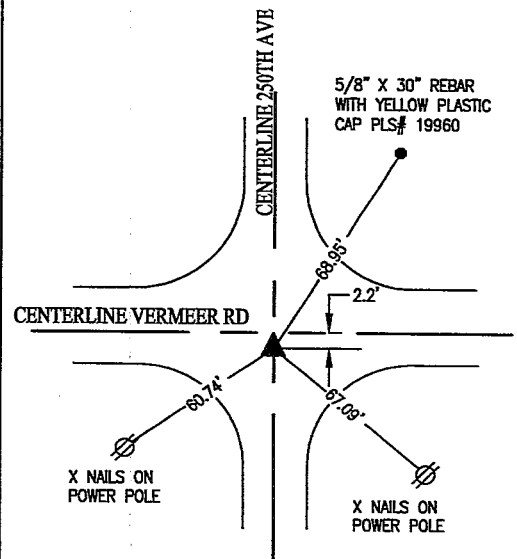 CENTERLINE 250TH AVE
5/8" X 30" REBAR
WITH YELLOW PLASTIC
CAP PLS# 19960
68.95'
2.2'
CENTERLINE VERMEER RD
60.74'
67.09'
X NAILS ON
POWER POLE
X NAILS ON
POWER POLE